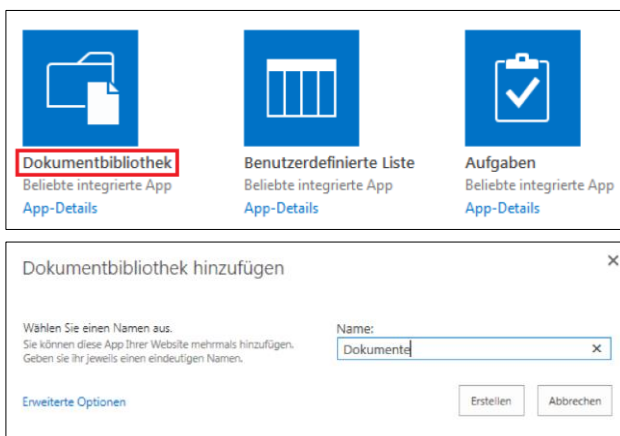 Dokumentbibliothek
Beliebte integrierte App
App-Details
Benutzerdefinierte Liste
Beliebte integrierte App
App-Details
Aufgaben
Beliebte integrierte App
App-Details
Dokumentbibliothek hinzufügen
Wählen Sie einen Namen aus.
Sie können diese App Ihrer Website mehrmals hinzufügen.
Geben sie ihr jeweils einen eindeutigen Namen.
Name:
Dokumente
Erweiterte Optionen
Erstellen
Abbrechen